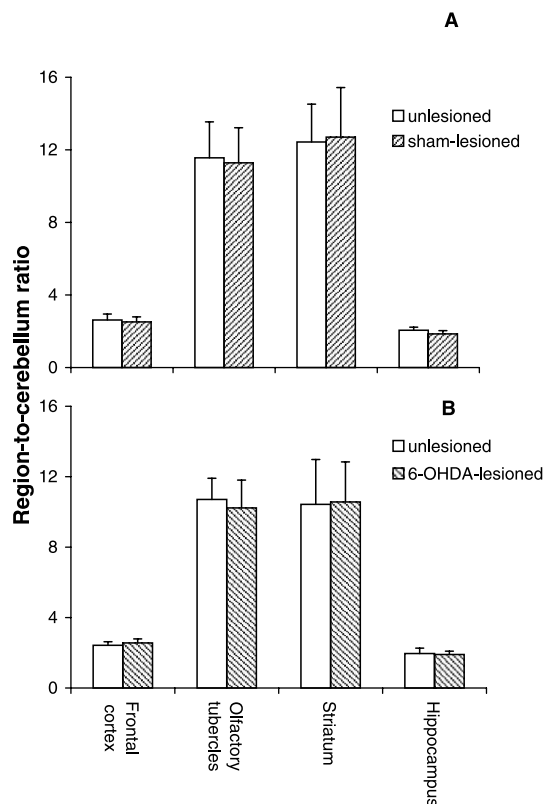 A
Region-to-cerebellum ratio
16
12
8
4
0
unlesioned
sham-lesioned
B
16
12
8
4
0
unlesioned
6-OHDA-lesioned
Frontal
cortex
Olfactory
tubercles
Striatum
Hippocampus